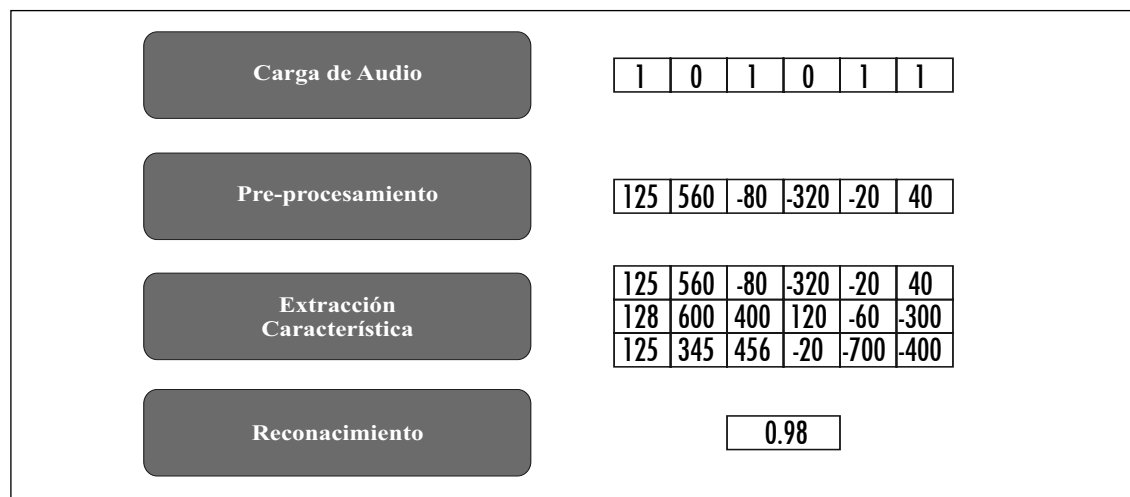 Carga de Audio
1 0 1 0 1 1
Pre-procesamiento
125 560 -80 -320 -20 40
Extracción
Característica
125 560 -80 -320 -20 40
128 600 400 120 -60 -300
125 345 456 -20 -700 -400
Reconacimiento
0.98